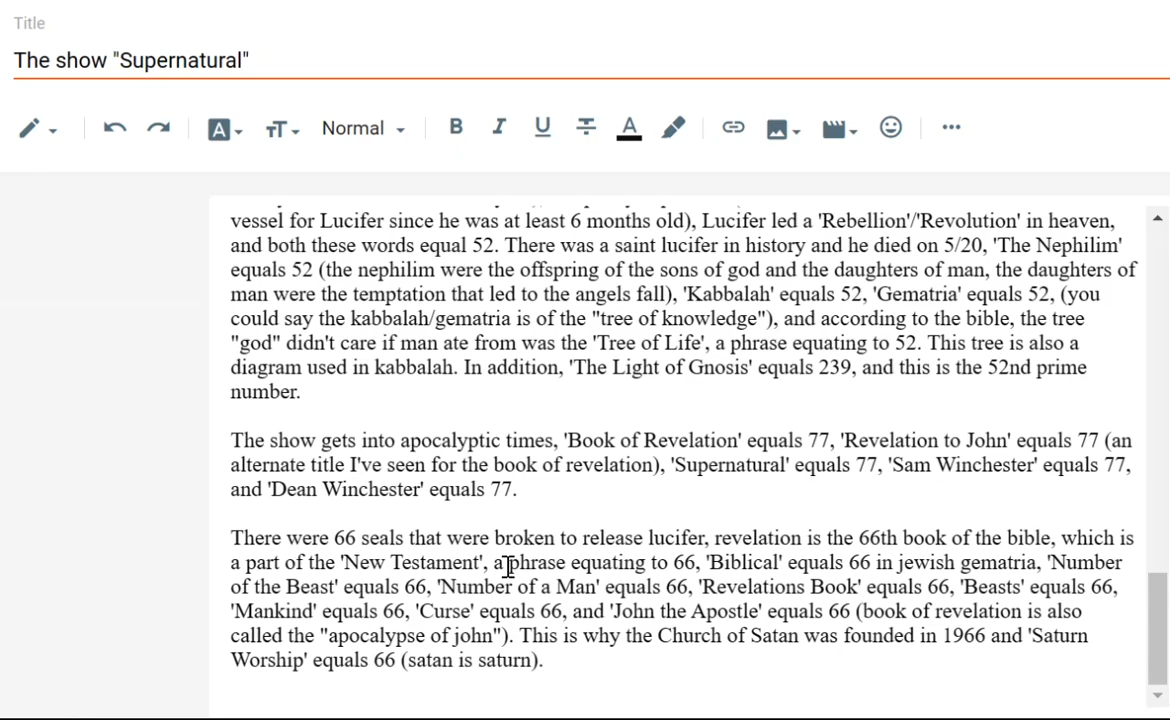 Title
The show "Supernatural"
Normal
B I U T A
vessel for Lucifer since he was at least 6 months old), Lucifer led a 'Rebellion'/'Revolution' in heaven,
and both these words equal 52. There was a saint lucifer in history and he died on 5/20, 'The Nephilim'
equals 52 (the nephilim were the offspring of the sons of god and the daughters of man, the daughters of
man were the temptation that led to the angels fall), 'Kabbalah' equals 52, 'Gematria' equals 52, (you
could say the kabbalah/gematria is of the "tree of knowledge"), and according to the bible, the tree
"god" didn't care if man ate from was the 'Tree of Life', a phrase equating to 52. This tree is also a
diagram used in kabbalah. In addition, 'The Light of Gnosis' equals 239, and this is the 52nd prime
number.
The show gets into apocalyptic times, 'Book of Revelation' equals 77, 'Revelation to John' equals 77 (an
alternate title I've seen for the book of revelation), 'Supernatural' equals 77, 'Sam Winchester' equals 77,
and 'Dean Winchester' equals 77.
There were 66 seals that were broken to release lucifer, revelation is the 66th book of the bible, which is
a part of the 'New Testament', a phrase equating to 66, 'Biblical' equals 66 in jewish gematria, 'Number
of the Beast' equals 66, 'Number of a Man' equals 66, 'Revelations Book' equals 66, 'Beasts' equals 66,
'Mankind' equals 66, 'Curse' equals 66, and 'John the Apostle' equals 66 (book of revelation is also
called the "apocalypse of john"). This is why the Church of Satan was founded in 1966 and 'Saturn
Worship' equals 66 (satan is saturn).